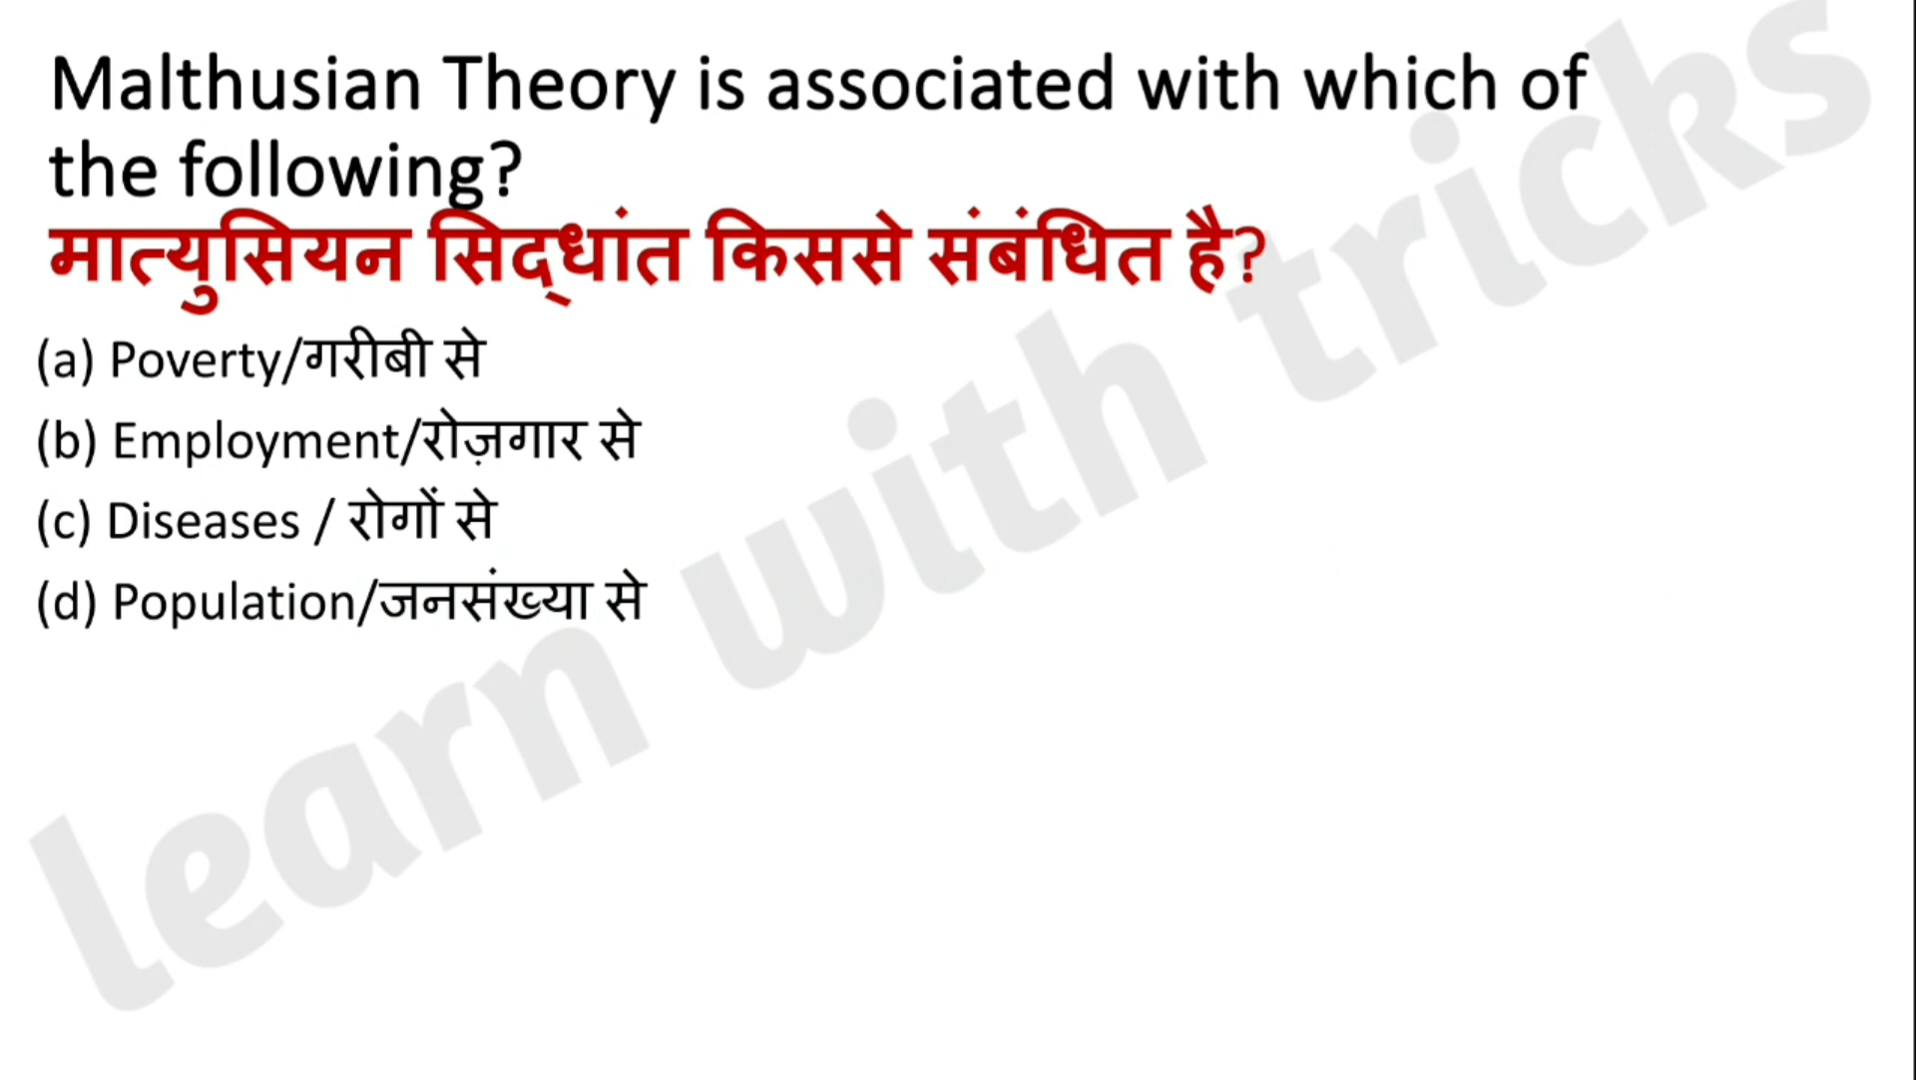 Malthusian Theory is associated with which of
the following?
मात्युसियन सिद्‌धांत किससे संबंधित है?
(a) Poverty/गरीबी से
(b) Employment/रोज़गार से
(c) Diseases / रोगों से
(d) Population/जनसंख्या से
learn with tricks